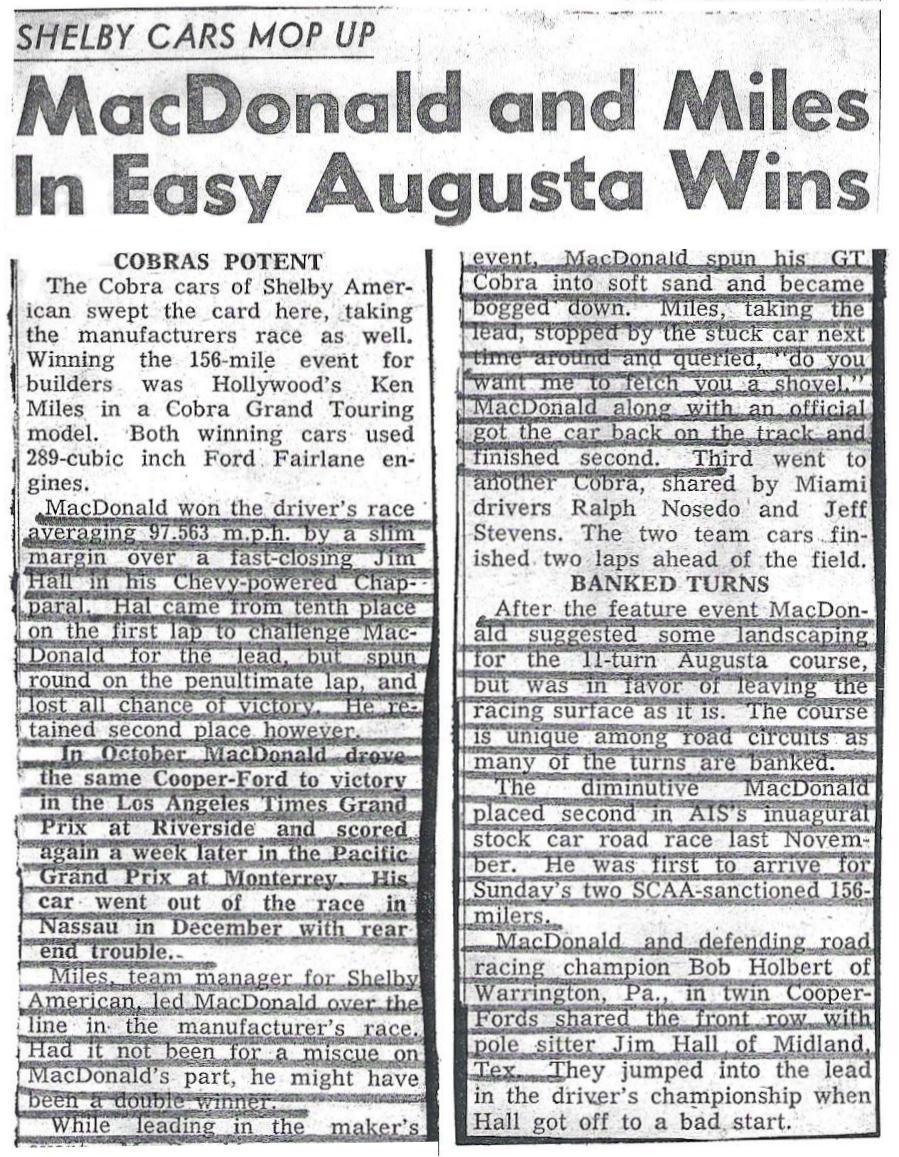 SHELBY CARS MOP UP
MacDonald and Miles
In Easy Augusta Wins
COBRAS POTENT
The Cobra cars of Shelby Amer-
ican swept the card here, taking
the manufacturers race as well.
Winning the 156-mile event for
builders was Hollywood's Ken
Miles in a Cobra Grand Touring
model. Both winning cars used
289-cubic inch Ford Fairlane en-
gines.
MacDonald won the driver's race
averaging 97.563 m.p.h. by a slim
margin over a fast-closing Jim
Hall in his Chevy-powered Chap-
paral. Hal came from tenth place
on the first lap to challenge Mac-
Donald for the lead, but spun
round on the penultimate lap, and
lost all chance of victory. He re-
tained second place however.
In October MacDonald drove
the same Cooper-Ford to victory
in the Los Angeles Times Grand
Prix at Riverside and scored
again a week later in the Pacific
Grand Prix at Monterrey. His
car went out of the race in
Nassau in December with rear
end trouble.
Miles, team manager for Shelby
American, led MacDonald over the
line in the manufacturer's race.
Had it not been for a miscue on
MacDonald's part, he might have
been a double winner.
While leading in the maker's
event, MacDonald spun his GT
Cobra into soft sand and became
bogged down. Miles, taking the
lead, stopped by the stuck car next
time around and queried, "do you
want me to fetch you a shovel."
MacDonald along with an official
got the car back on the track and
finished second. Third went to
another Cobra, shared by Miami
drivers Ralph Nosedo and Jeff
Stevens. The two team cars fin-
ished two laps ahead of the field.
BANKED TURNS
After the feature event MacDon-
ald suggested some landscaping
for the 11-turn Augusta course,
but was in favor of leaving the
racing surface as it is. The course
is unique among road circuits as
many of the turns are banked.
The diminutive MacDonald
placed second in AIS's inuagural
stock car road race last Novem-
ber. He was first to arrive for
Sunday's two SCAA-sanctioned 156-
milers.
MacDonald and defending road
racing champion Bob Holbert of
Warrington, Pa., in twin Cooper-
Fords shared the front row with
pole sitter Jim Hall of Midland,
Tex. They jumped into the lead
in the driver's championship when
Hall got off to a bad start.